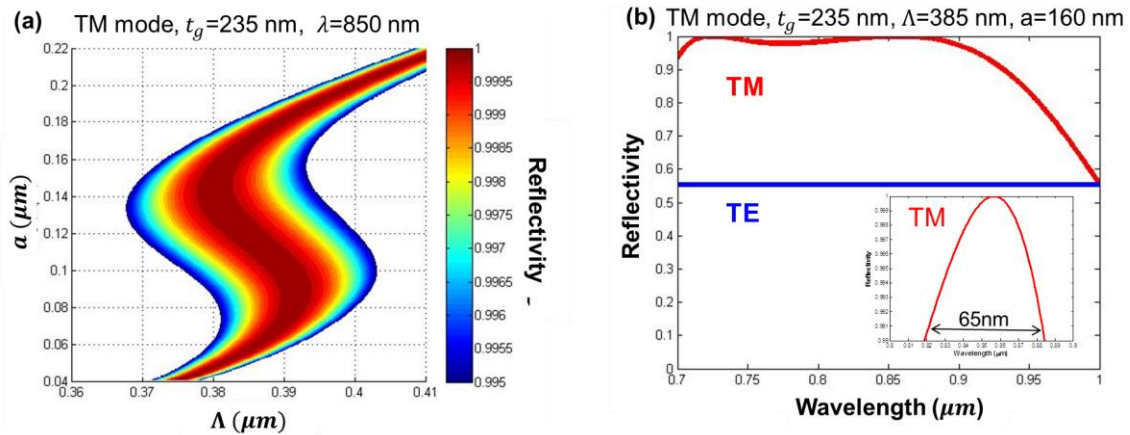 (a) TM mode, t_g=235 nm, λ=850 nm
0.22
0.2
0.18
0.16
0.14
0.12
0.1
0.08
0.06
0.04
a (μm)
0.36 0.37 0.38 0.39 0.4 0.41
Λ (μm)
1
0.9995
0.999
0.9985
0.998
0.9975
0.997
0.9965
0.996
0.9955
0.995
Reflectivity
(b) TM mode, t_g=235 nm, Λ=385 nm, a=160 nm
1
0.9
0.8
0.7
0.6
0.5
0.4
0.3
0.2
0.1
0
Reflectivity
TM
TE
0.7 0.75 0.8 0.85 0.9 0.95 1
Wavelength (μm)
TM
65nm
Reflectivity
Wavelength (μm)